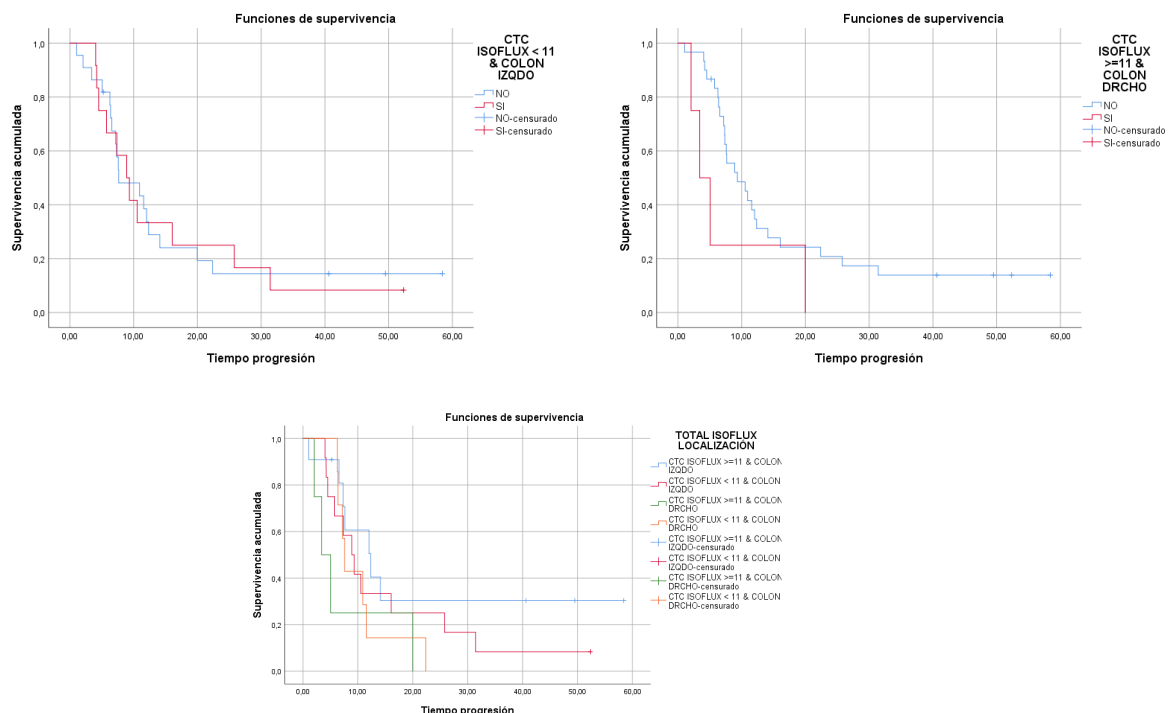 Funciones de supervivencia
CTC
ISOFLUX < 11
& COLON
IZQDO
NO
SI
NO-censurado
SI-censurado
Supervivencia acumulada
1,0
0,8
0,6
0,4
0,2
0,0
0,00 10,00 20,00 30,00 40,00 50,00 60,00
Tiempo progresión
Funciones de supervivencia
CTC
ISOFLUX
>=11 &
COLON
DRCHO
NO
SI
NO-censurado
SI-censurado
Supervivencia acumulada
1,0
0,8
0,6
0,4
0,2
0,0
0,00 10,00 20,00 30,00 40,00 50,00 60,00
Tiempo progresión
Funciones de supervivencia
TOTAL ISOFLUX
LOCALIZACIÓN
CTC ISOFLUX >=11 & COLON
IZQDO
CTC ISOFLUX < 11 & COLON
IZQDO
CTC ISOFLUX >=11 & COLON
DRCHO
CTC ISOFLUX < 11 & COLON
DRCHO
CTC ISOFLUX >=11 & COLON
IZQDO-censurado
CTC ISOFLUX < 11 & COLON
IZQDO-censurado
CTC ISOFLUX >=11 & COLON
DRCHO-censurado
CTC ISOFLUX < 11 & COLON
DRCHO-censurado
Supervivencia acumulada
1,0
0,8
0,6
0,4
0,2
0,0
0,00 10,00 20,00 30,00 40,00 50,00 60,00
Tiempo progresión